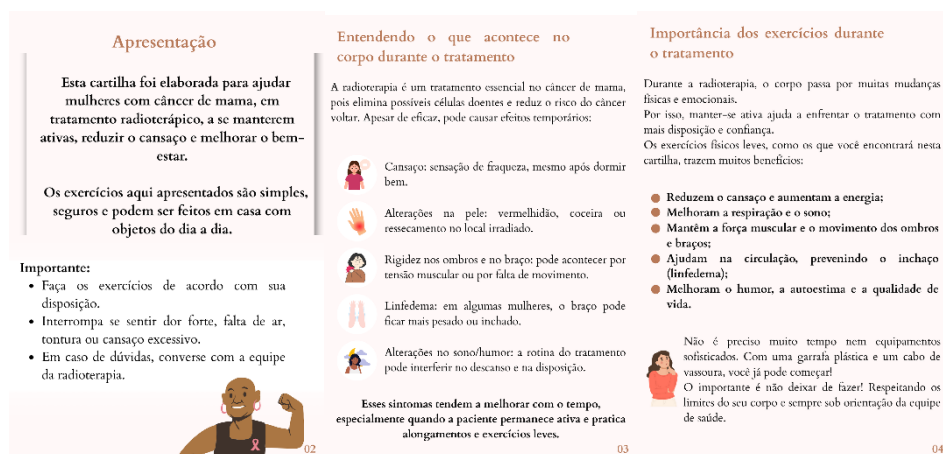 Apresentação
Esta cartilha foi elaborada para ajudar
mulheres com câncer de mama, em
tratamento radioterápico, a se manterem
ativas, reduzir o cansaço e melhorar o bem-
estar.
Os exercícios aqui apresentados são simples,
seguros e podem ser feitos em casa com
objetos do dia a dia.
Importante:
• Faça os exercícios de acordo com sua
disposição.
• Interrompa se sentir dor forte, falta de ar,
tontura ou cansaço excessivo.
• Em caso de dúvidas, converse com a equipe
da radioterapia.
02
Entendendo o que acontece no
corpo durante o tratamento
A radioterapia é um tratamento essencial no câncer de mama,
pois elimina possíveis células doentes e reduz o risco do câncer
voltar. Apesar de eficaz, pode causar efeitos temporários:
Cansaço: sensação de fraqueza, mesmo após dormir
bem.
Alterações na pele: vermelhidão, coceira ou
ressecamento no local irradiado.
Rigidez nos ombros e no braço: pode acontecer por
tensão muscular ou por falta de movimento.
Linfedema: em algumas mulheres, o braço pode
ficar mais pesado ou inchado.
Alterações no sono/humor: a rotina do tratamento
pode interferir no descanso e na disposição.
Esses sintomas tendem a melhorar com o tempo,
especialmente quando a paciente permanece ativa e pratica
alongamentos e exercícios leves.
03
Importância dos exercícios durante
o tratamento
Durante a radioterapia, o corpo passa por muitas mudanças
físicas e emocionais.
Por isso, manter-se ativa ajuda a enfrentar o tratamento com
mais disposição e confiança.
Os exercícios físicos leves, como os que você encontrará nesta
cartilha, trazem muitos benefícios:
Reduzem o cansaço e aumentam a energia;
Melhoram a respiração e o sono;
Mantêm a força muscular e o movimento dos ombros
e braços;
Ajudam na circulação, prevenindo o inchaço
(linfedema);
Melhoram o humor, a autoestima e a qualidade de
vida.
Não é preciso muito tempo nem equipamentos
sofisticados. Com uma garrafa plástica e um cabo de
vassoura, você já pode começar!
O importante é não deixar de fazer! Respeitando os
limites do seu corpo e sempre sob orientação da equipe
de saúde.
04